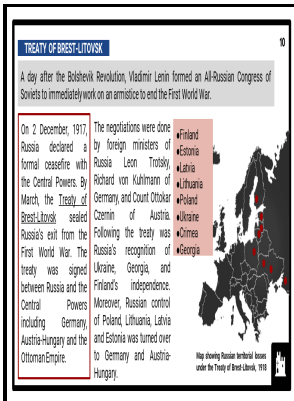 10
TREATY OF BREST-LITOVSK
A day after the Bolshevik Revolution, Vladimir Lenin formed an All-Russian Congress of
Soviets to immediately work on an armistice to end the First World War.
On 2 December, 1917,
Russia declared a
formal ceasefire with
the Central Powers. By
March, the Treaty of
Brest-Litovsk sealed
Russia's exit from the
First World War. The
treaty was signed
between Russia and the
Central Powers
including Germany,
Austria-Hungary and the
Ottoman Empire.
The negotiations were done
by foreign ministers of
Russia Leon Trotsky,
Richard von Kuhlmann of
Germany, and Count Ottokar
Czernin of Austria.
Following the treaty was
Russia's recognition of
Ukraine, Georgia, and
Finland's independence.
Moreover, Russian control
of Poland, Lithuania, Latvia
and Estonia was turned over
to Germany and Austria-
Hungary.
•Finland
•Estonia
•Latvia
•Lithuania
•Poland
•Ukraine
•Crimea
•Georgia
Map showing Russian territorial losses
under the Treaty of Brest-Litovsk, 1918